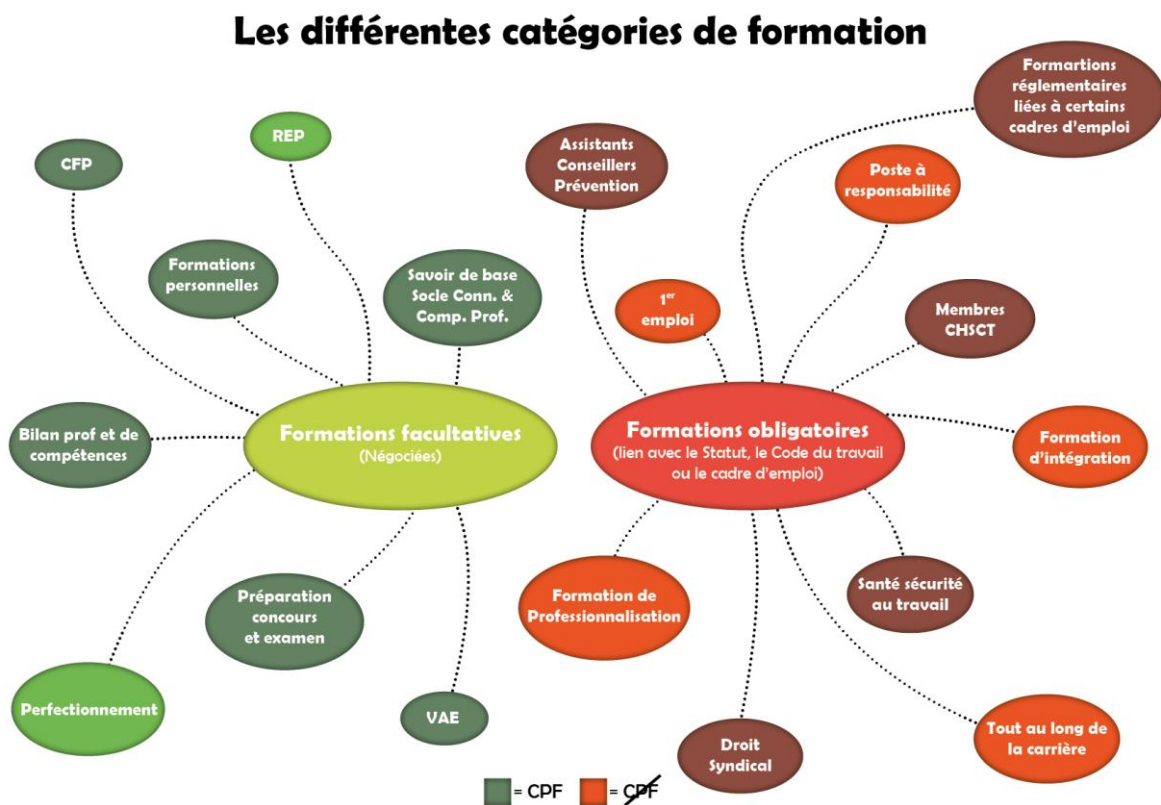 Les différentes catégories de formation
CFP
REP
Formations
personnelles
Savoir de base
Socle Conn. &
Comp. Prof.
Bilan prof et de
compétences
Formations facultatives
(Négociées)
Préparation
concours
et examen
Perfectionnement
VAE
Assistants
Conseillers
Prévention
Formartions
réglementaires
liées à certains
cadres d'emploi
Poste à
responsabilité
1er
emploi
Membres
CHSCT
Formations obligatoires
(lien avec le Statut, le Code du travail
ou le cadre d'emploi)
Formation
d'intégration
Formation de
Professionnalisation
Santé sécurité
au travail
Droit
Syndical
Tout au long de
la carrière
= CPF
= CPF